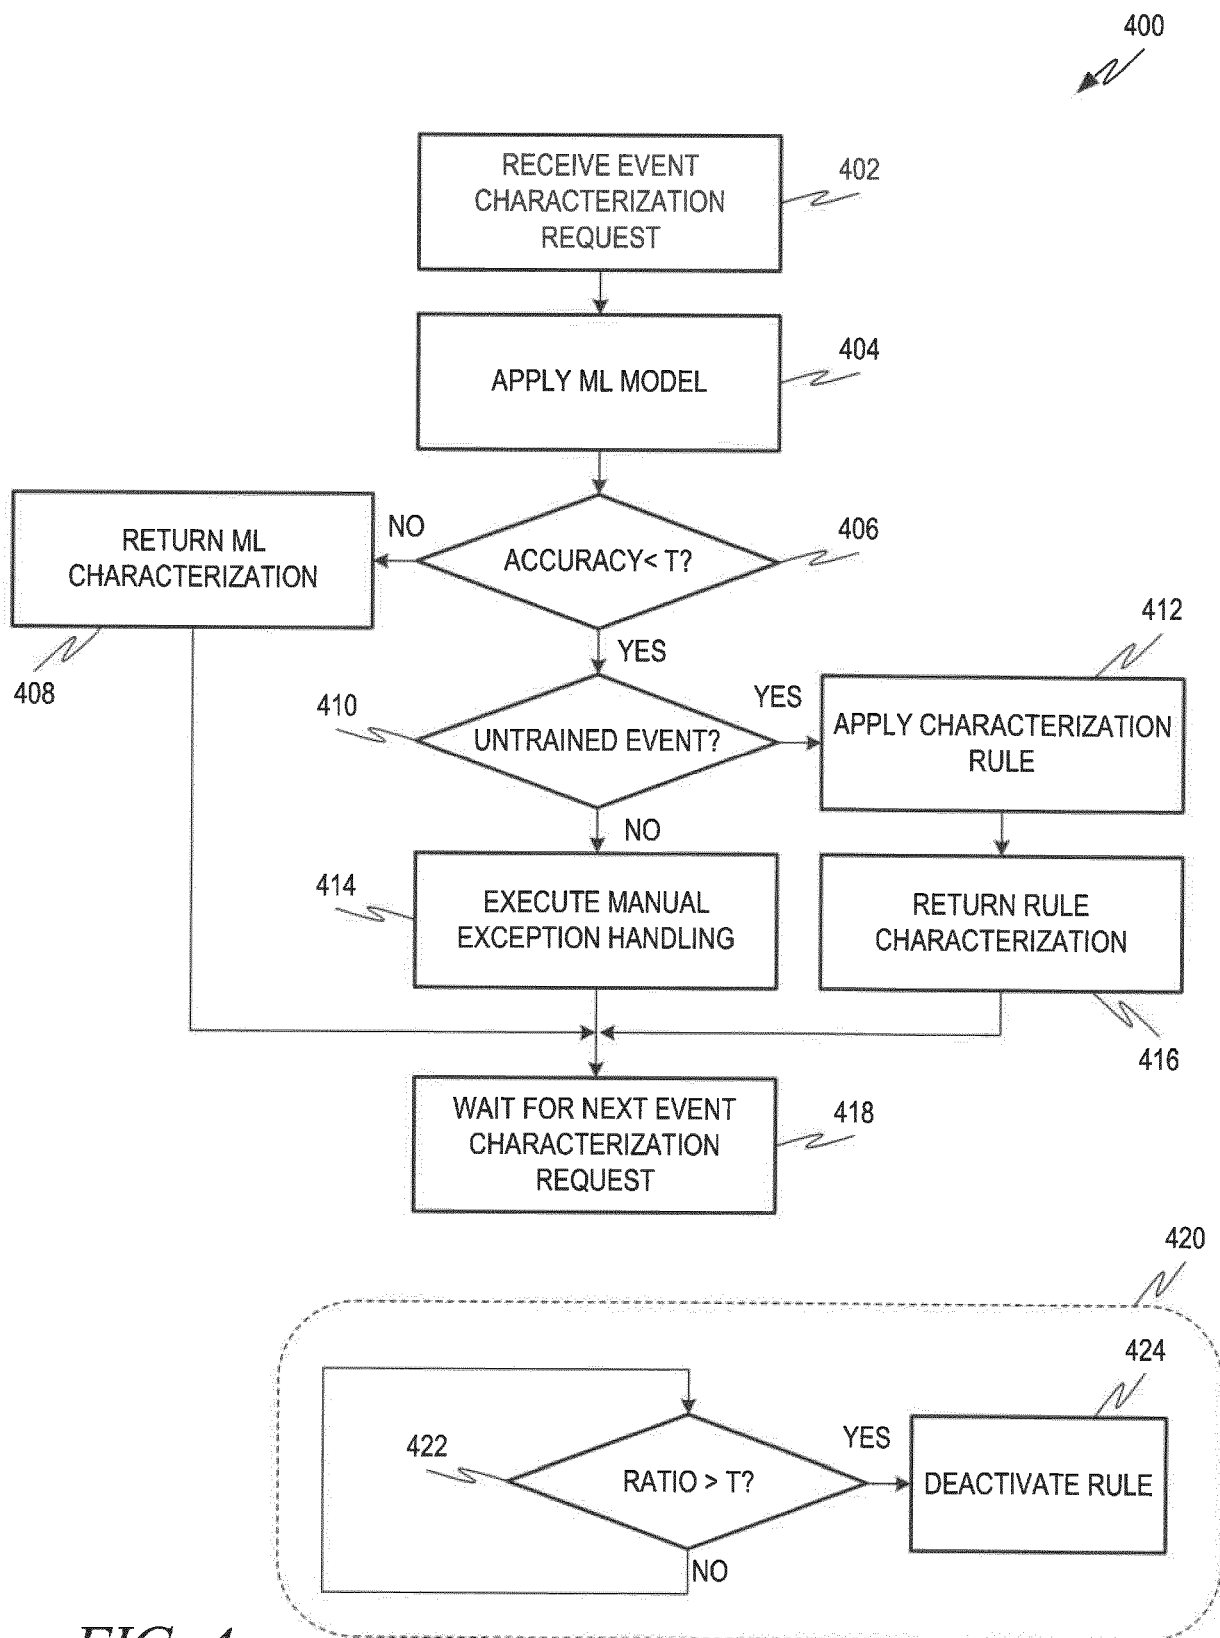 400
RECEIVE EVENT
CHARACTERIZATION
REQUEST
402
APPLY ML MODEL
404
RETURN ML
CHARACTERIZATION
408
NO
ACCURACY< T?
406
YES
410
UNTRAINED EVENT?
YES
412
APPLY CHARACTERIZATION
RULE
NO
414
EXECUTE MANUAL
EXCEPTION HANDLING
RETURN RULE
CHARACTERIZATION
416
WAIT FOR NEXT EVENT
CHARACTERIZATION
REQUEST
418
420
422
RATIO > T?
YES
424
DEACTIVATE RULE
NO
FIG. 4